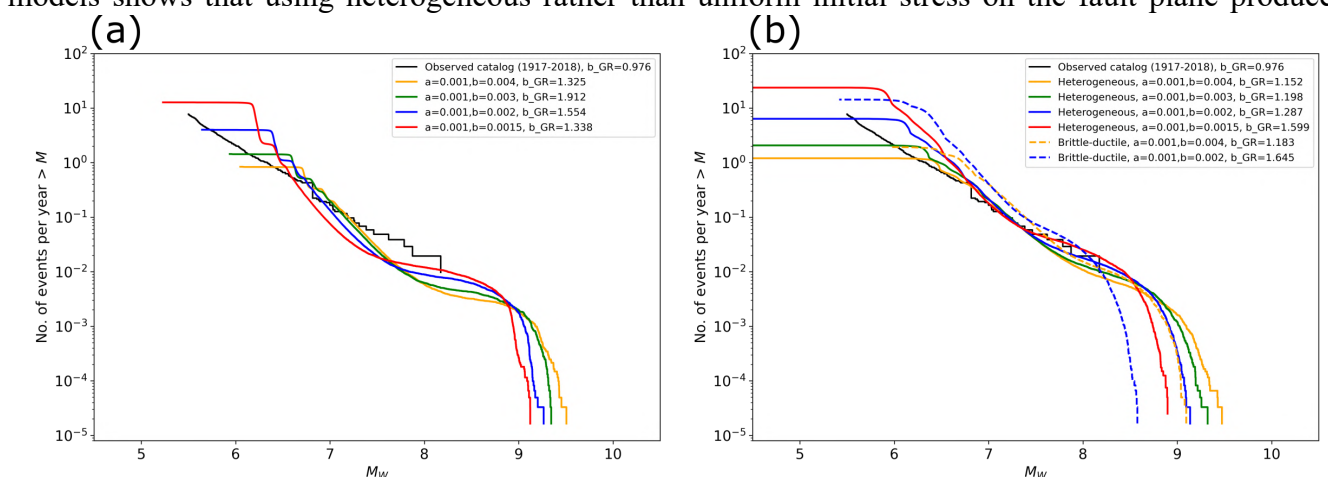 models shows that using heterogeneous rather than uniform initial stress on the fault plane produce
(a)
No. of events per year > M
10^2
10^1
10^0
10^-1
10^-2
10^-3
10^-4
10^-5
Observed catalog (1917-2018), b_GR=0.976
a=0.001,b=0.004, b_GR=1.325
a=0.001,b=0.003, b_GR=1.912
a=0.001,b=0.002, b_GR=1.554
a=0.001,b=0.0015, b_GR=1.338
5 6 7 8 9 10
M_W
(b)
No. of events per year > M
10^2
10^1
10^0
10^-1
10^-2
10^-3
10^-4
10^-5
Observed catalog (1917-2018), b_GR=0.976
Heterogeneous, a=0.001,b=0.004, b_GR=1.152
Heterogeneous, a=0.001,b=0.003, b_GR=1.198
Heterogeneous, a=0.001,b=0.002, b_GR=1.287
Heterogeneous, a=0.001,b=0.0015, b_GR=1.599
Brittle-ductile, a=0.001,b=0.004, b_GR=1.183
Brittle-ductile, a=0.001,b=0.002, b_GR=1.645
5 6 7 8 9 10
M_W